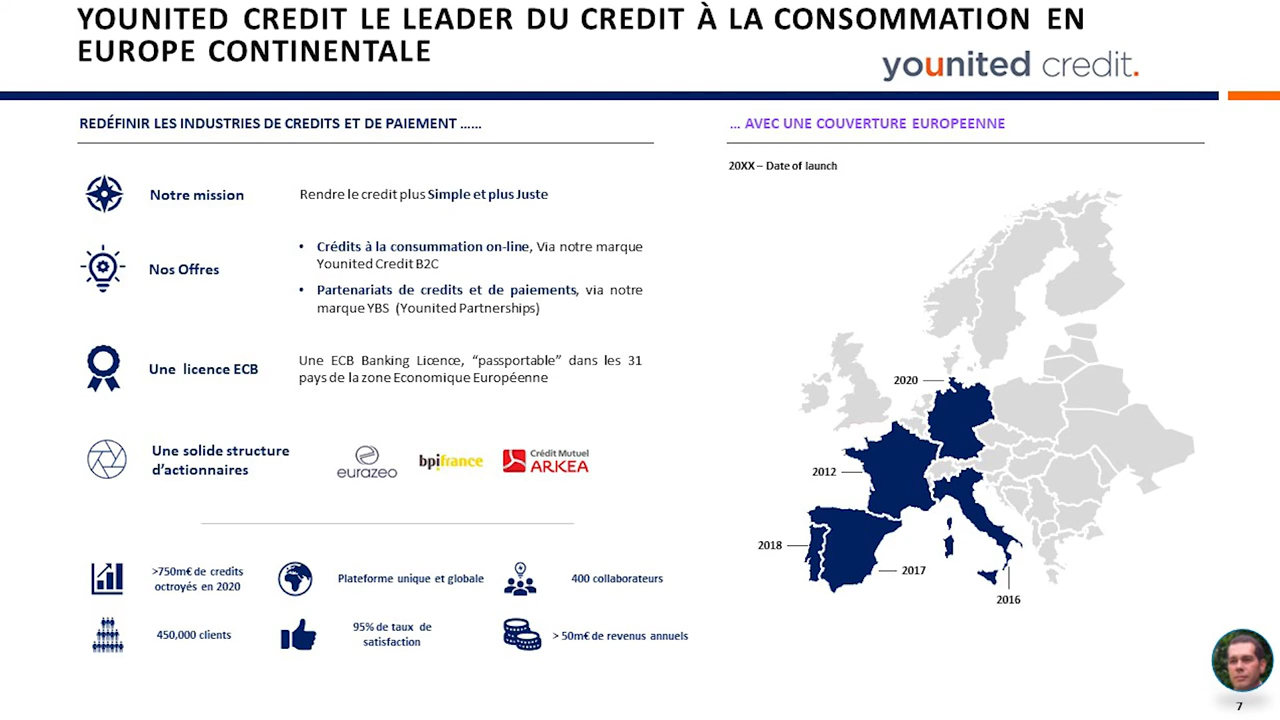 YOUNITED CREDIT LE LEADER DU CREDIT À LA CONSOMMATION EN
EUROPE CONTINENTALE
younited credit.
REDÉFINIR LES INDUSTRIES DE CREDITS ET DE PAIEMENT ......
Notre mission
Rendre le credit plus Simple et plus Juste
Nos Offres
• Crédits à la consummation on-line, Via notre marque
Younited Credit B2C
• Partenariats de credits et de paiements, via notre
marque YBS (Younited Partnerships)
Une licence ECB
Une ECB Banking Licence, “passportable” dans les 31
pays de la zone Economique Européenne
Une solide structure
d’actionnaires
eurazeo
bpifrance
Crédit Mutuel
ARKEA
>750m€ de credits
octroyés en 2020
Plateforme unique et globale
400 collaborateurs
450,000 clients
95% de taux de
satisfaction
> 50m€ de revenus annuels
... AVEC UNE COUVERTURE EUROPEENNE
20XX – Date of launch
2020
2012
2018
2017
2016
7